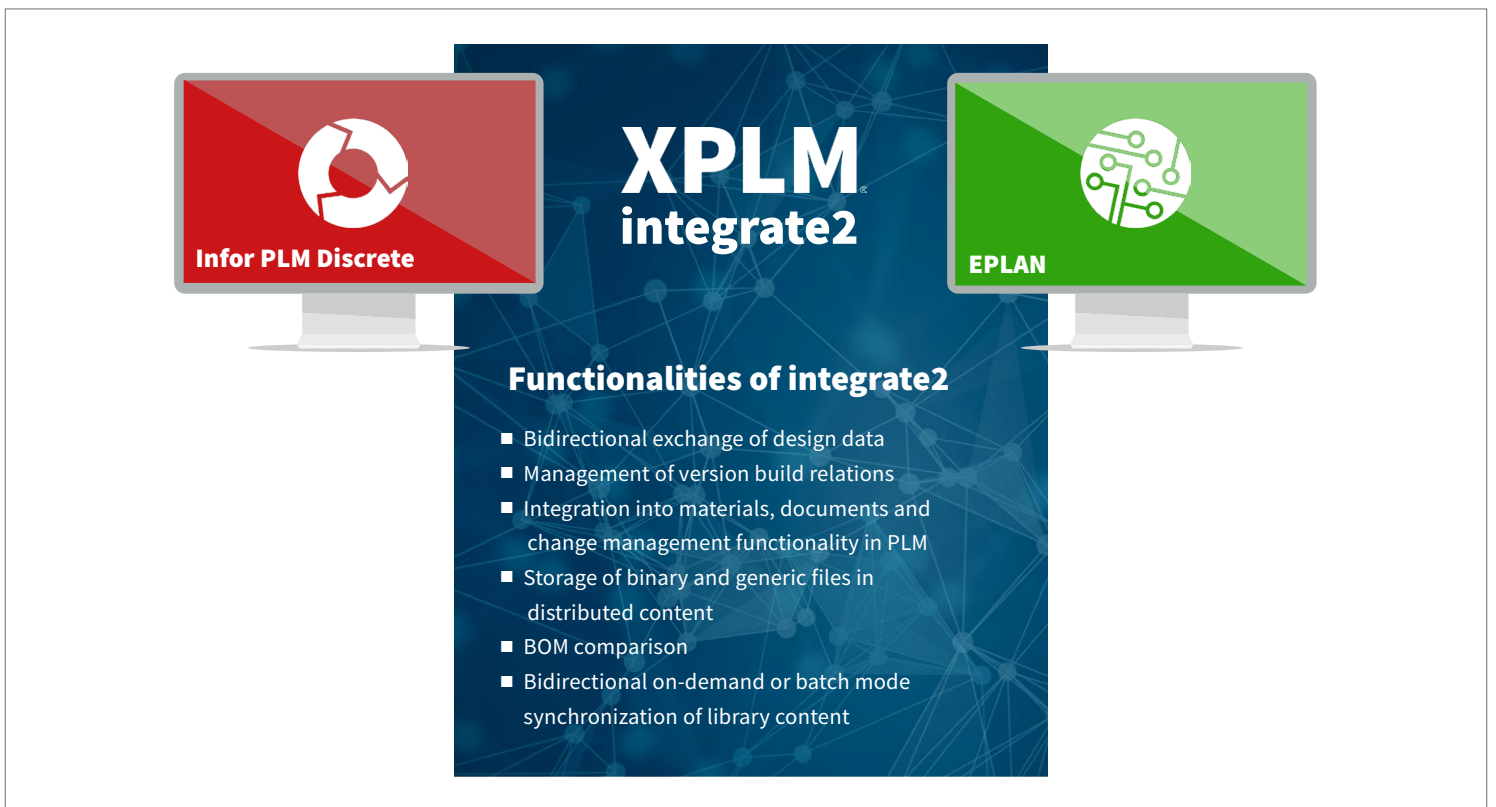 XPLM
integrate2
Infor PLM Discrete
EPLAN
Functionalities of integrate2
■ Bidirectional exchange of design data
■ Management of version build relations
■ Integration into materials, documents and
change management functionality in PLM
■ Storage of binary and generic files in
distributed content
■ BOM comparison
■ Bidirectional on-demand or batch mode
synchronization of library content